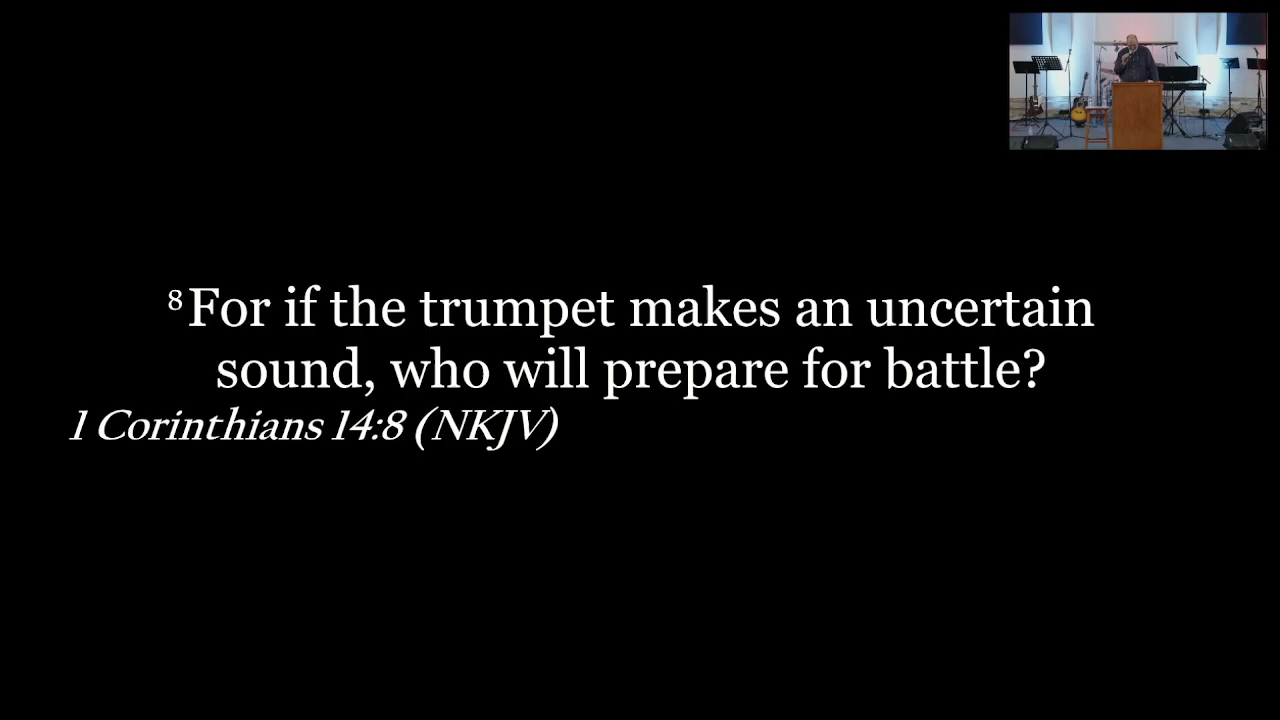 8For if the trumpet makes an uncertain
sound, who will prepare for battle?
1 Corinthians 14:8 (NKJV)